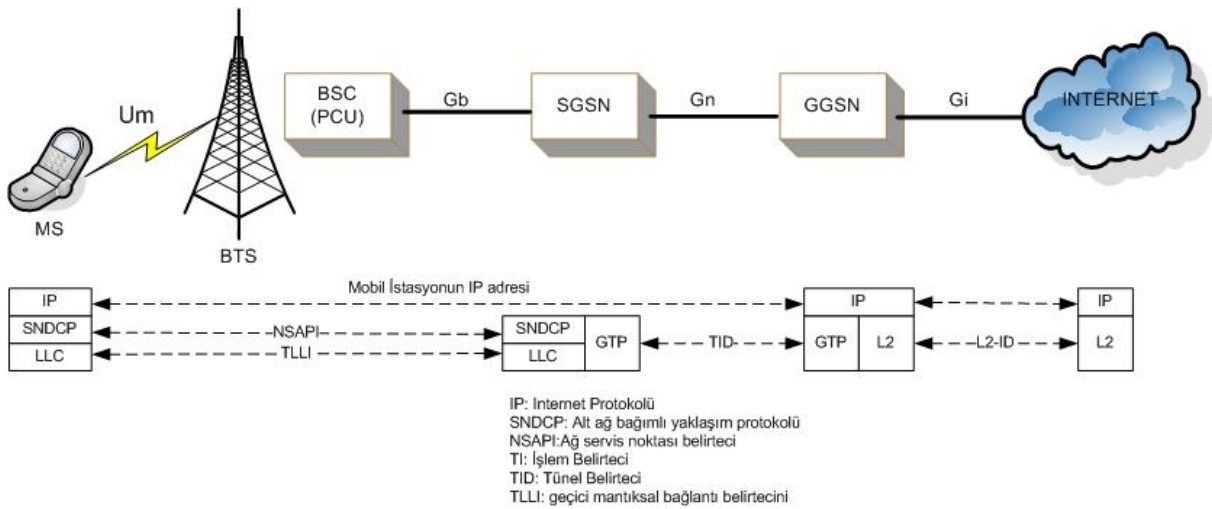 Um
BSC
(PCU)
Gb
SGSN
Gn
GGSN
Gi
INTERNET
MS
BTS
Mobil İstasyonun IP adresi
IP
IP
IP
SNDCP
NSAPI
SNDCP
GTP
TID
GTP
L2
L2-ID
L2
LLC
TLLI
LLC
IP: Internet Protokolü
SNDCP: Alt ağ bağımlı yaklaşım protokolü
NSAPI:Ağ servis noktası belirteci
TI: İşlem Belirteci
TID: Tünel Belirteci
TLLI: geçici mantıksal bağlantı belirtecini